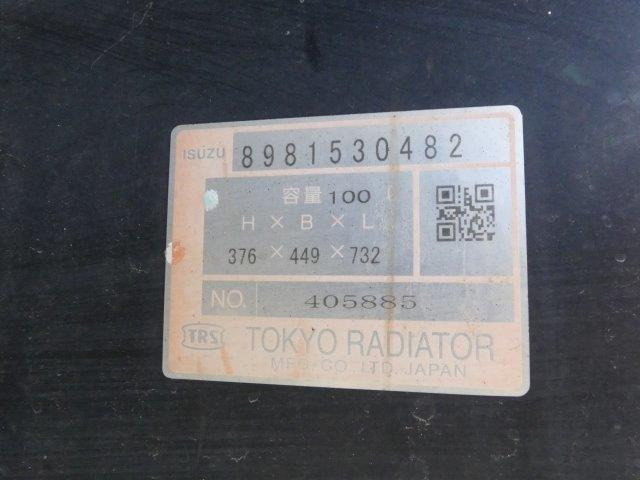 ISUZU 8981530482
容量 100 ℓ
H × B × L
376 × 449 × 732
NO. 405885
TRS TOKYO RADIATOR
MFG. CO. LTD. JAPAN